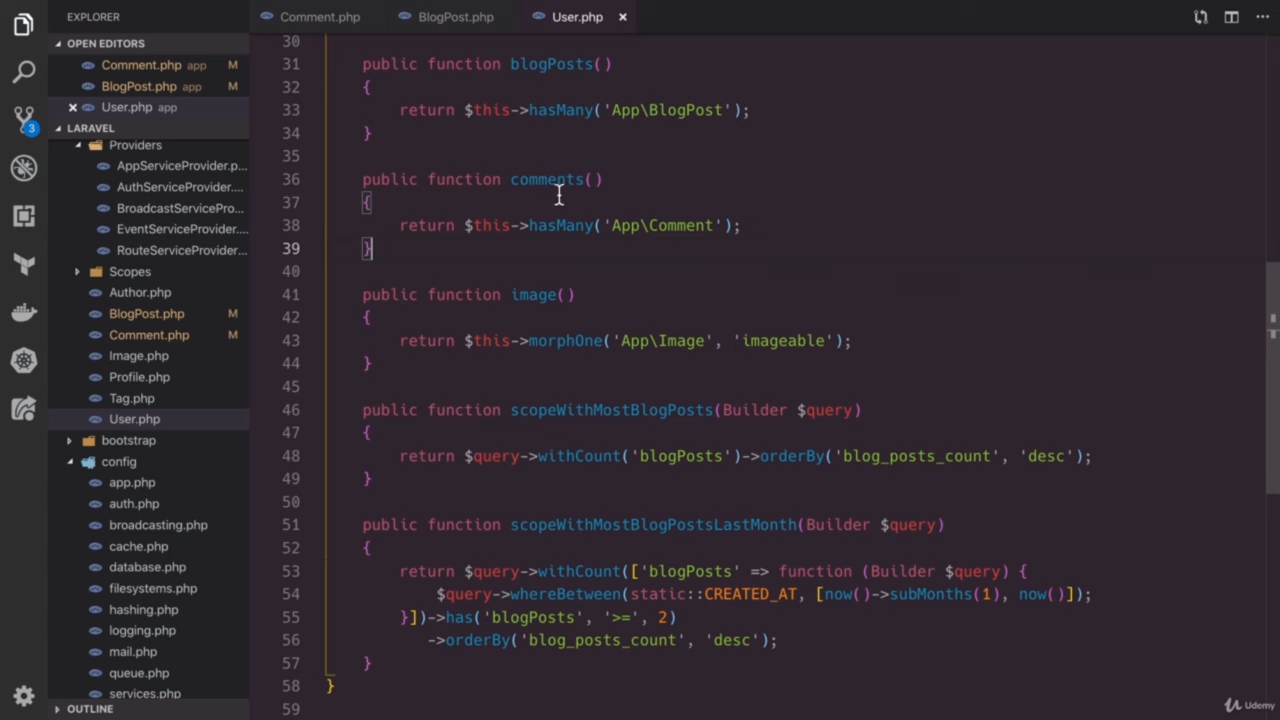 EXPLORER
Comment.php
BlogPost.php
User.php ×
OPEN EDITORS
Comment.php app M
BlogPost.php app M
× User.php app
3
LARAVEL
Providers
AppServiceProvider.p...
AuthServiceProvider....
BroadcastServicePro...
EventServiceProvider....
RouteServiceProvider...
Scopes
Author.php
BlogPost.php M
Comment.php M
Image.php
Profile.php
Tag.php
User.php
bootstrap
config
app.php
auth.php
broadcasting.php
cache.php
database.php
filesystems.php
hashing.php
logging.php
mail.php
queue.php
services.php
OUTLINE
30
31 public function blogPosts()
32 {
33 return $this->hasMany('App\BlogPost');
34 }
35
36 public function comments()
37 {
38 return $this->hasMany('App\Comment');
39 }
40
41 public function image()
42 {
43 return $this->morphOne('App\Image', 'imageable');
44 }
45
46 public function scopeWithMostBlogPosts(Builder $query)
47 {
48 return $query->withCount('blogPosts')->orderBy('blog_posts_count', 'desc');
49 }
50
51 public function scopeWithMostBlogPostsLastMonth(Builder $query)
52 {
53 return $query->withCount(['blogPosts' => function (Builder $query) {
54 $query->whereBetween(static::CREATED_AT, [now()->subMonths(1), now()]);
55 }])->has('blogPosts', '>=', 2)
56 ->orderBy('blog_posts_count', 'desc');
57 }
58 }
59
Udemy